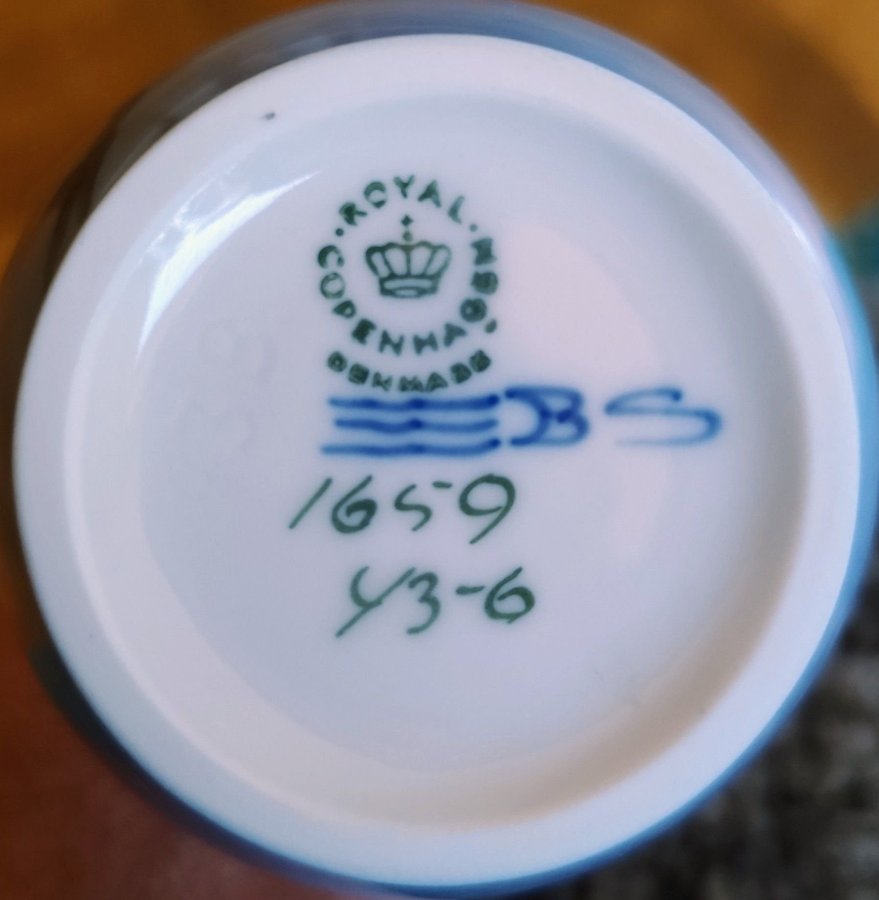 ROYAL
COPENHAGEN
DENMARK
BS
1659
43-6